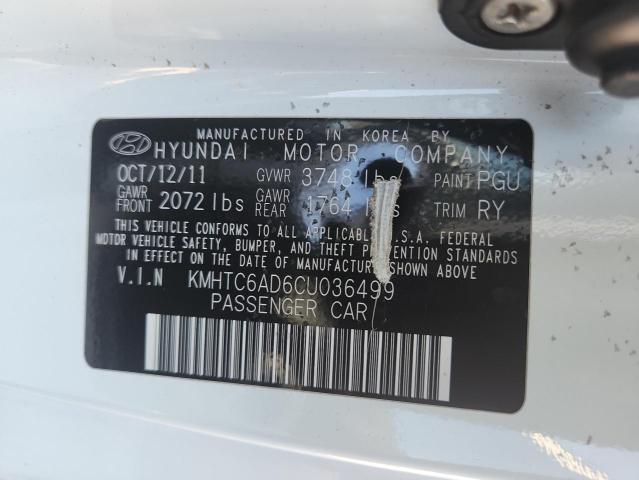 MANUFACTURED IN KOREA BY
HYUNDAI MOTOR COMPANY
OCT/12/11 GVWR 3748 lbs PAINT PGU
GAWR FRONT 2072 lbs GAWR REAR 1764 lbs TRIM RY
THIS VEHICLE CONFORMS TO ALL APPLICABLE U.S.A. FEDERAL
MOTOR VEHICLE SAFETY, BUMPER, AND THEFT PREVENTION STANDARDS
IN EFFECT ON THE DATE OF MANUFACTURE SHOWN ABOVE.
V.I.N KMHTC6AD6CU036499
PASSENGER CAR